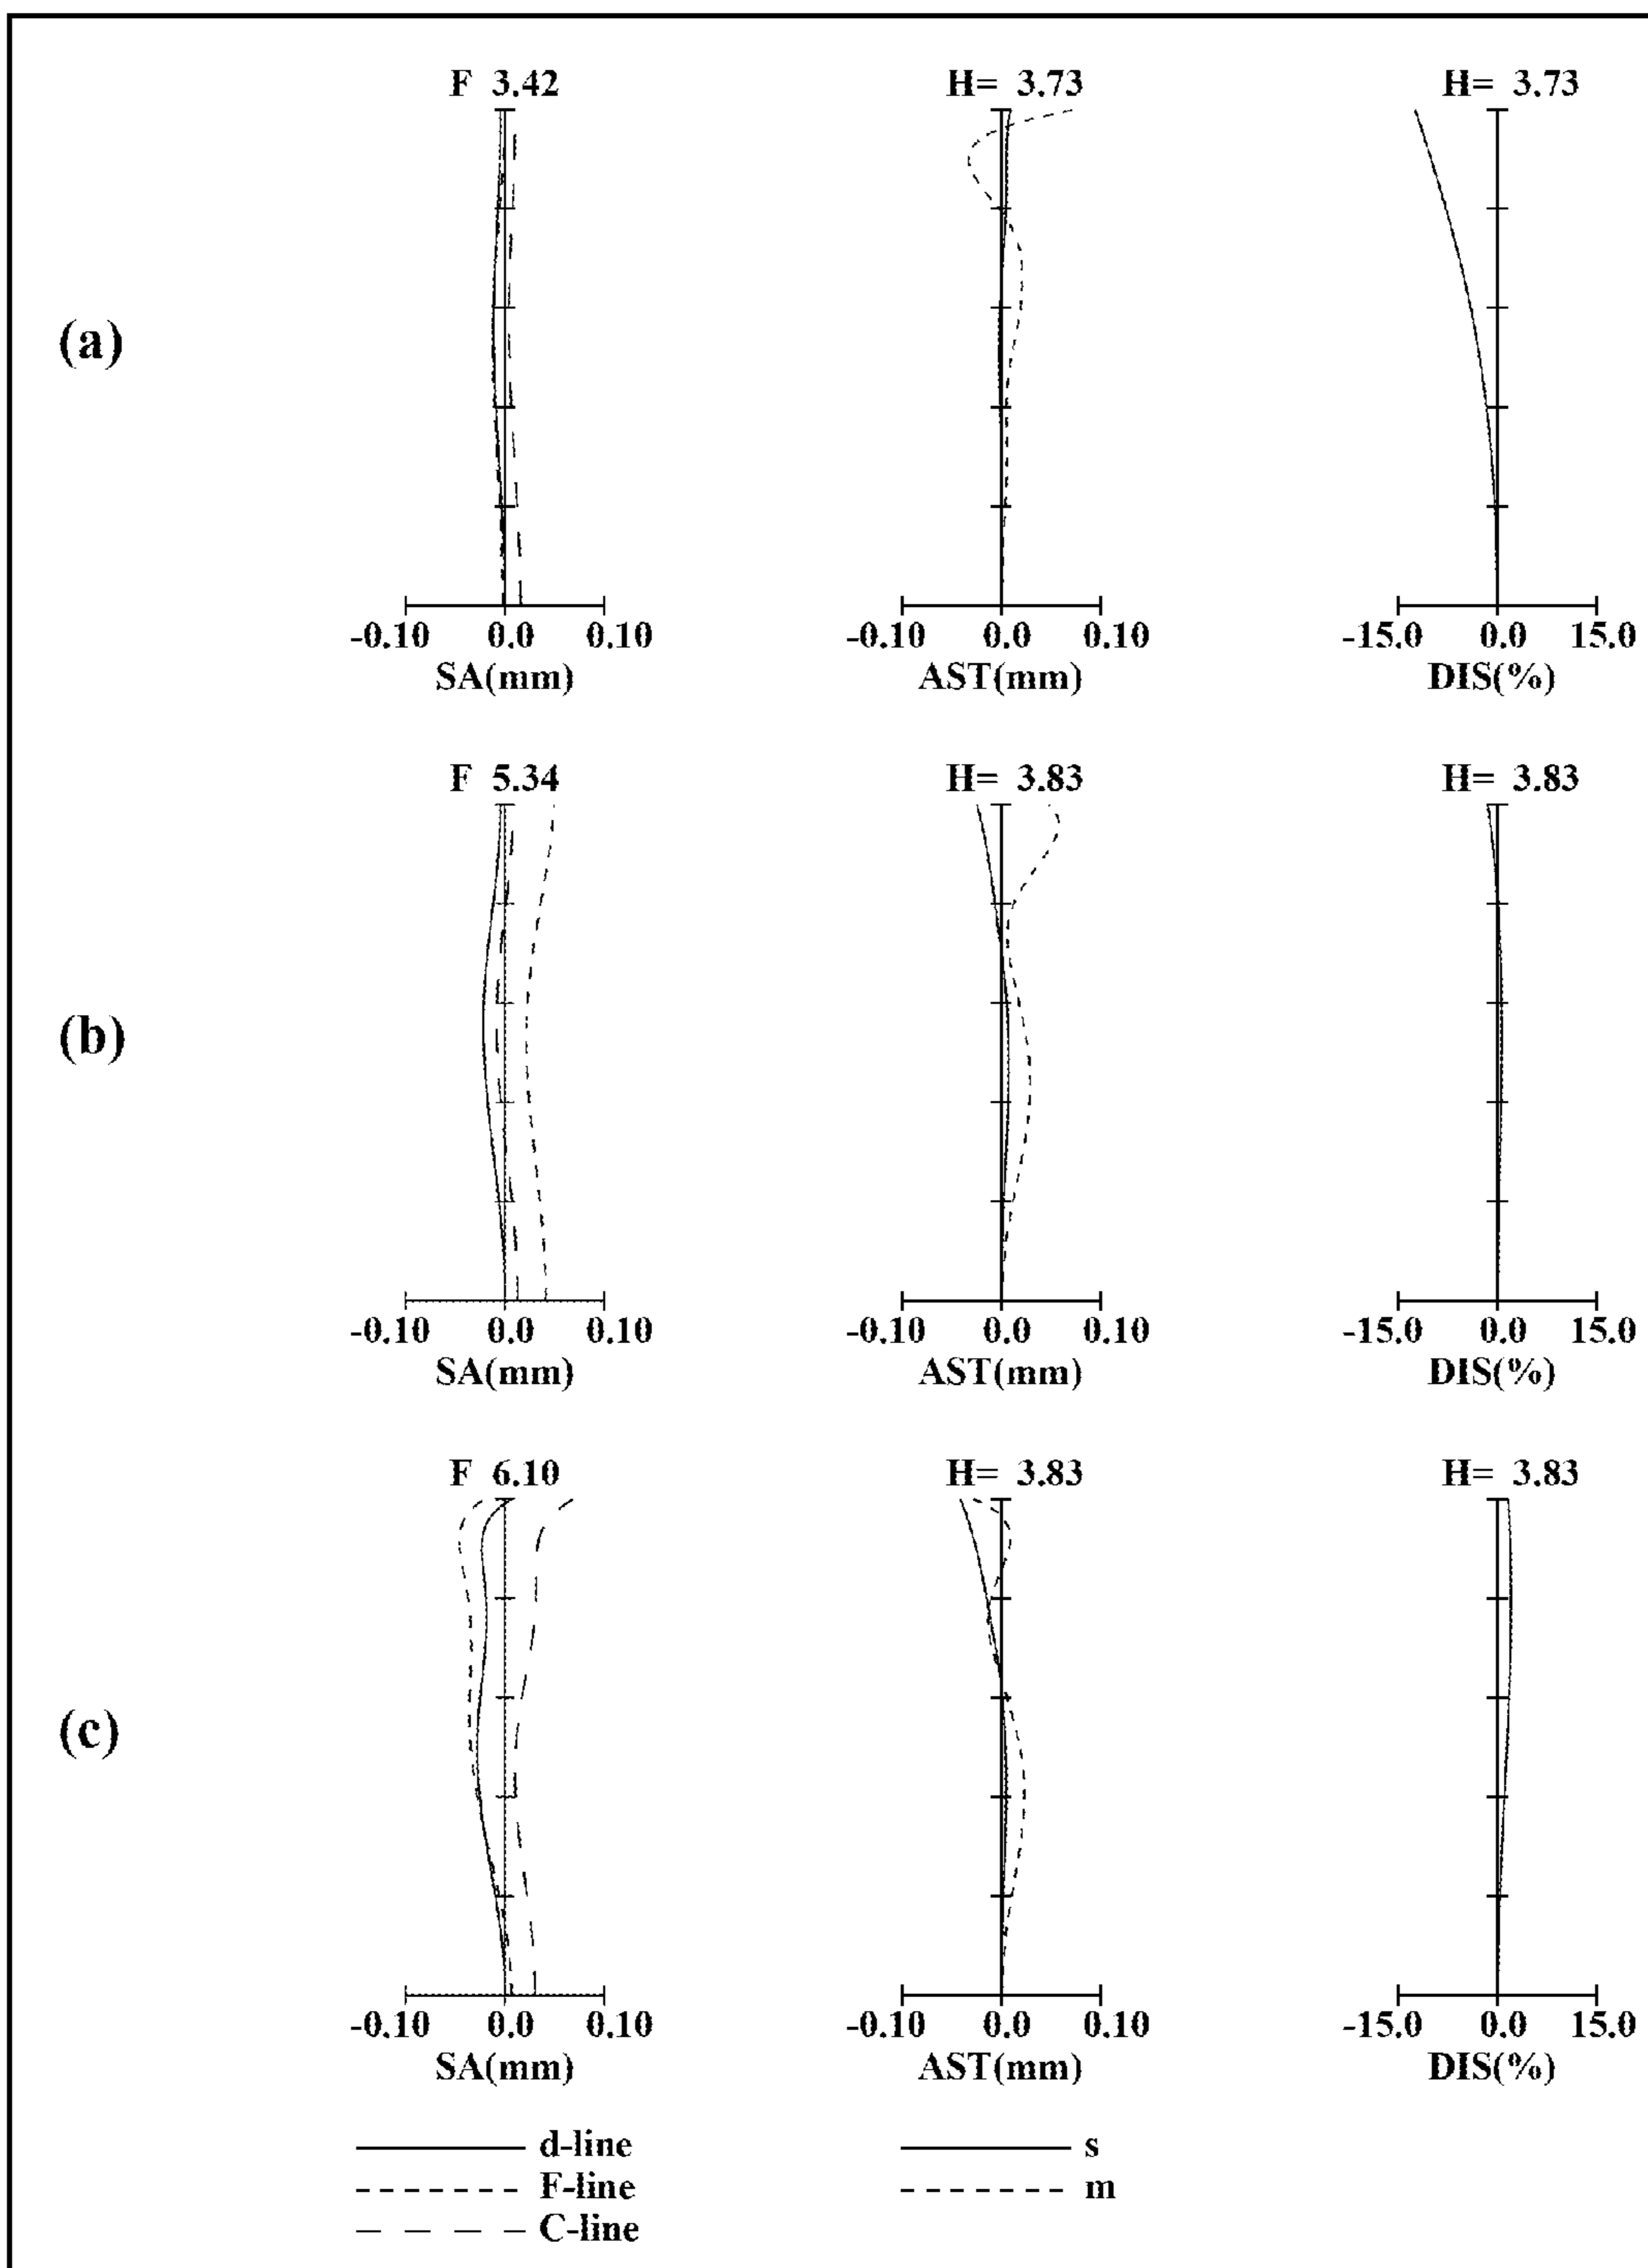 F 3.42 H= 3.73 H= 3.73
(a)
-0.10 0.0 0.10 -0.10 0.0 0.10 -15.0 0.0 15.0
SA(mm) AST(mm) DIS(%)
F 5.34 H= 3.83 H= 3.83
(b)
-0.10 0.0 0.10 -0.10 0.0 0.10 -15.0 0.0 15.0
SA(mm) AST(mm) DIS(%)
F 6.10 H= 3.83 H= 3.83
(c)
-0.10 0.0 0.10 -0.10 0.0 0.10 -15.0 0.0 15.0
SA(mm) AST(mm) DIS(%)
d-line s
F-line m
C-line